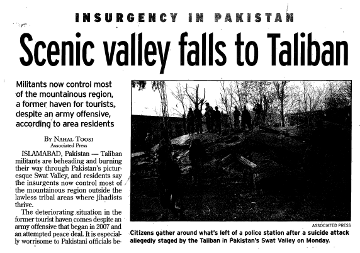 INSURGENCY IN PAKISTAN
Scenic valley falls to Taliban
Militants now control most
of the mountainous region,
a former haven for tourists,
despite an army offensive,
according to area residents
BY NAHAL TOOSI
Associated Press
ISLAMABAD, Pakistan — Taliban
militants are beheading and burning
their way through Pakistan's pictur-
esque Swat Valley, and residents say
the insurgents now control most of
the mountainous region outside the
lawless tribal areas where jihadists
thrive.
The deteriorating situation in the
former tourist haven comes despite an
army offensive that began in 2007 and
an attempted peace deal. It is especial-
ly worrisome to Pakistani officials be-
ASSOCIATED PRESS
Citizens gather around what's left of a police station after a suicide attack
allegedly staged by the Taliban in Pakistan's Swat Valley on Monday.